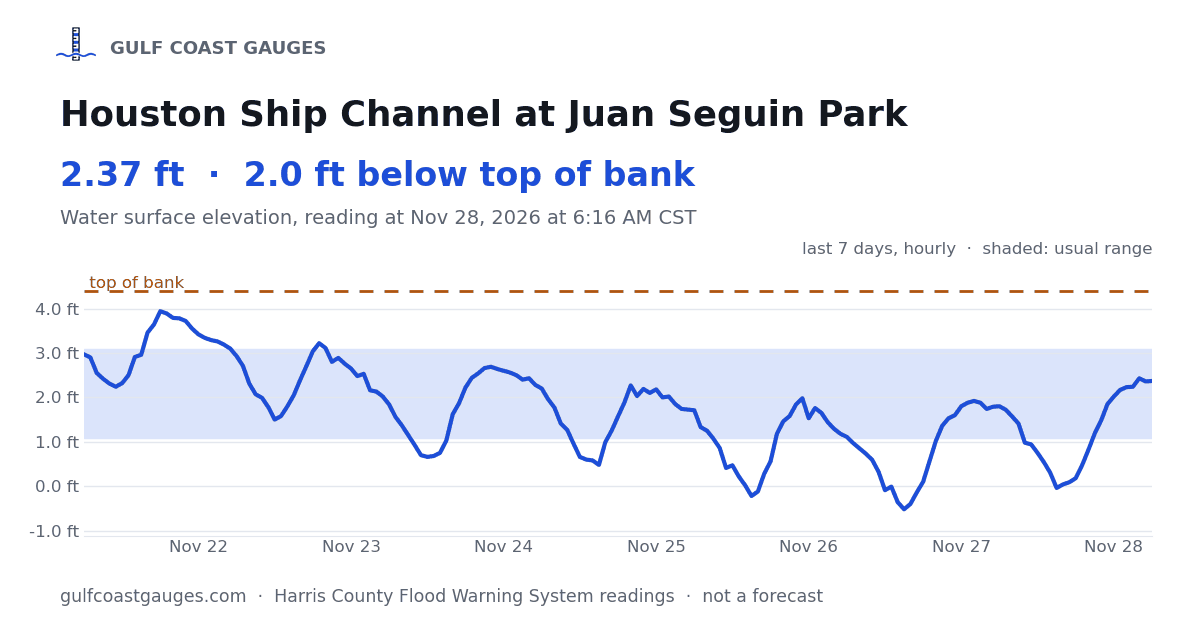 GULF COAST GAUGES
Houston Ship Channel at Juan Seguin Park
2.37 ft · 2.0 ft below top of bank
Water surface elevation, reading at Nov 28, 2026 at 6:16 AM CST
last 7 days, hourly · shaded: usual range
top of bank
4.0 ft
3.0 ft
2.0 ft
1.0 ft
0.0 ft
-1.0 ft
Nov 22 Nov 23 Nov 24 Nov 25 Nov 26 Nov 27 Nov 28
gulfcoastgauges.com · Harris County Flood Warning System readings · not a forecast